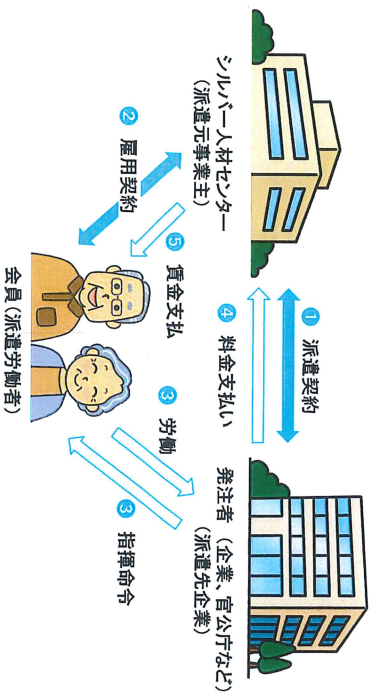 シルバー人材センター
(派遣元事業主)
❶ 派遣契約
❹ 料金支払い
発注者 (企業、官公庁など)
(派遣先企業)
❷ 雇用契約
❺ 賃金支払
❸ 労働
❸ 指揮命令
会員(派遣労働者)